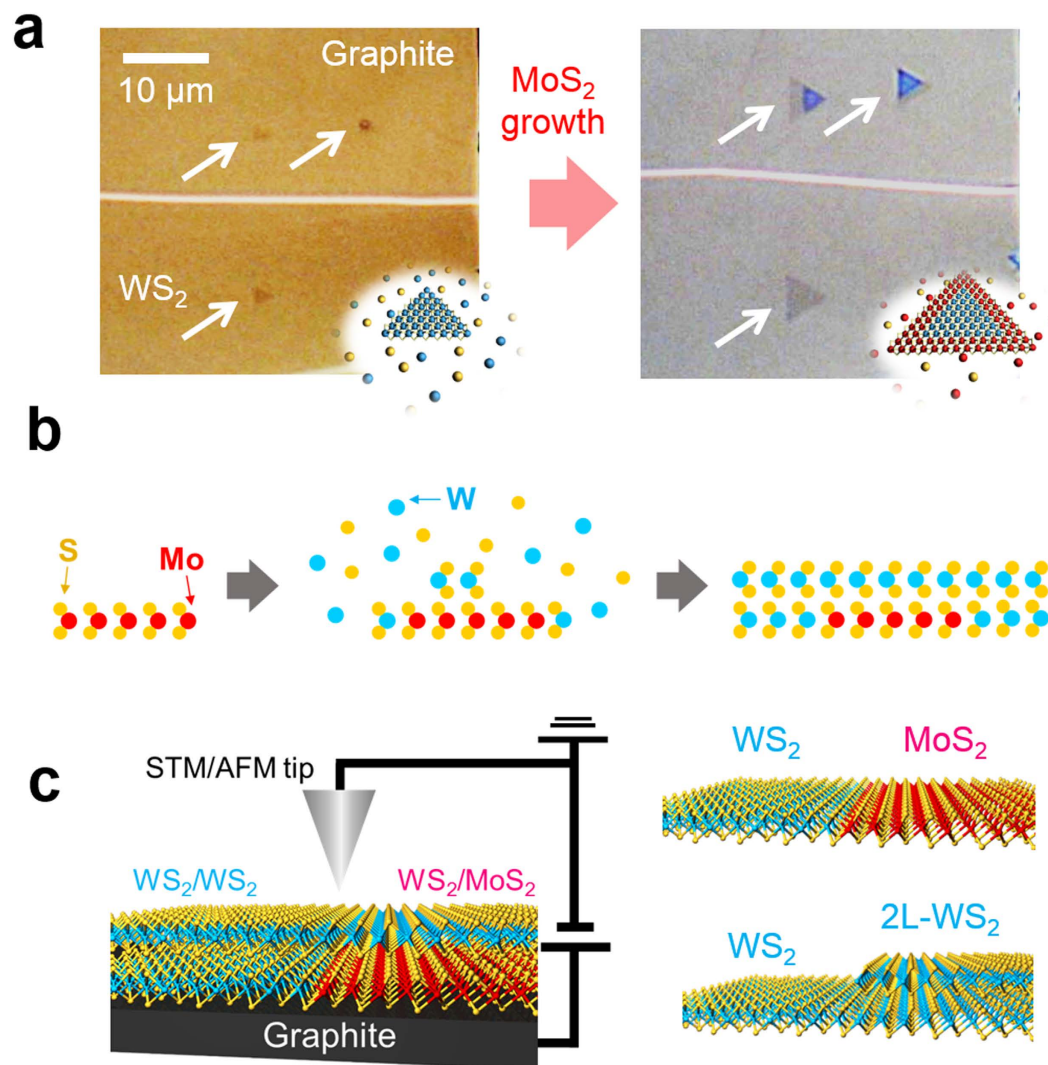 a
Graphite
10 μm
WS₂
MoS₂
growth
b
S
Mo
W
c
STM/AFM tip
WS₂/WS₂
WS₂/MoS₂
Graphite
WS₂
MoS₂
WS₂
2L-WS₂